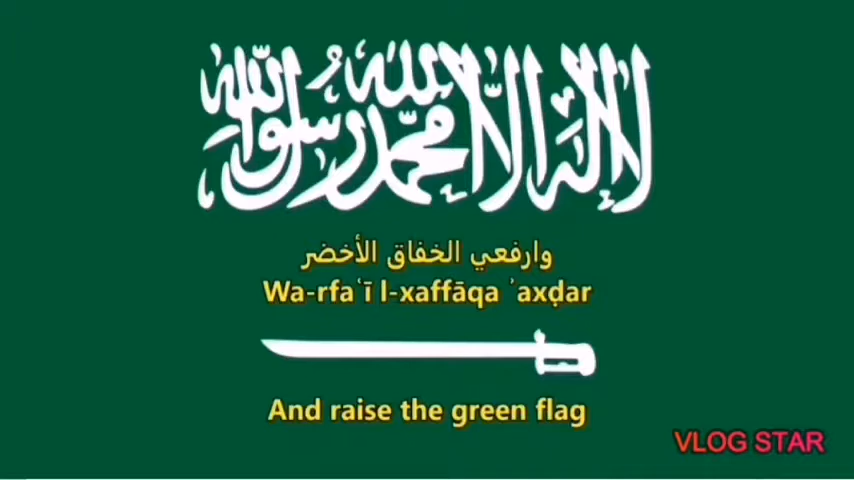 لا إله إلا الله محمد رسول الله
وارفعي الخفاق الأخضر
Wa-rfaʿī l-xaffāqa ʾaxḍar
And raise the green flag
VLOG STAR